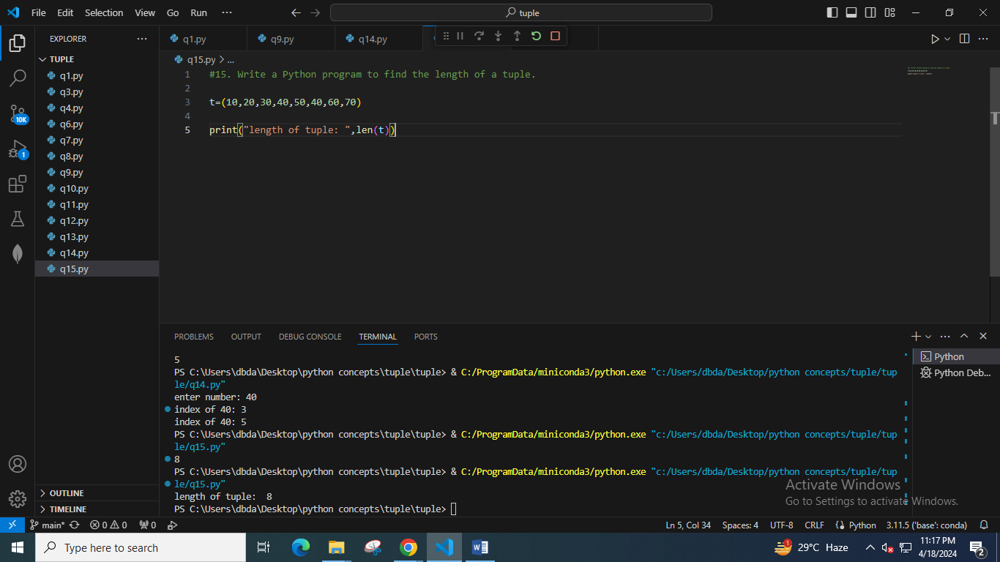 File Edit Selection View Go Run ···
tuple
EXPLORER ···
TUPLE
q1.py
q3.py
q4.py
q6.py
q7.py
q8.py
q9.py
q10.py
q11.py
q12.py
q13.py
q14.py
q15.py
OUTLINE
TIMELINE
10K
1
q1.py q9.py q14.py
q15.py > ...
1 #15. Write a Python program to find the length of a tuple.
2
3 t=(10,20,30,40,50,40,60,70)
4
5 print("length of tuple: ",len(t))
PROBLEMS OUTPUT DEBUG CONSOLE TERMINAL PORTS
5
PS C:\Users\dbda\Desktop\python concepts\tuple\tuple> & C:/ProgramData/miniconda3/python.exe "c:/Users/dbda/Desktop/python concepts/tuple/tup
le/q14.py"
enter number: 40
index of 40: 3
index of 40: 5
PS C:\Users\dbda\Desktop\python concepts\tuple\tuple> & C:/ProgramData/miniconda3/python.exe "c:/Users/dbda/Desktop/python concepts/tuple/tup
le/q15.py"
8
PS C:\Users\dbda\Desktop\python concepts\tuple\tuple> & C:/ProgramData/miniconda3/python.exe "c:/Users/dbda/Desktop/python concepts/tuple/tup
le/q15.py"
length of tuple:  8
PS C:\Users\dbda\Desktop\python concepts\tuple\tuple>
Python
Python Deb...
Activate Windows
Go to Settings to activate Windows.
main* 0 0 0 Ln 5, Col 34 Spaces: 4 UTF-8 CRLF Python 3.11.5 ('base': conda)
Type here to search
1
29°C Haze
11:17 PM
4/18/2024
2